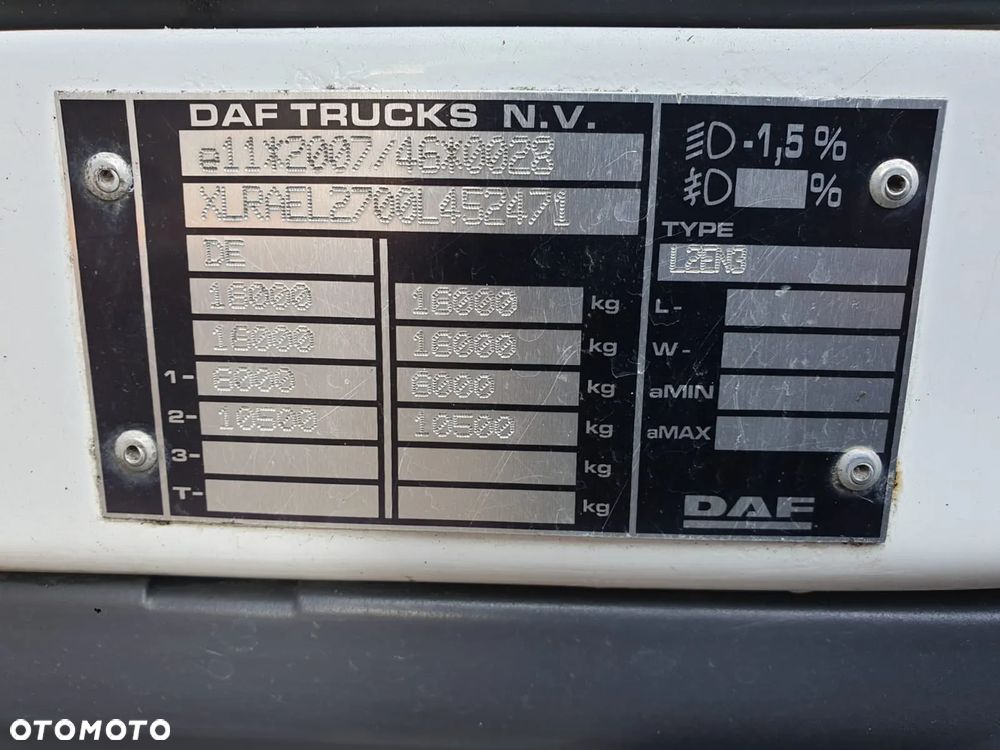 DAF TRUCKS N.V.
e11*2007/46*0028
XLRAEL2700L452471
DE
18000 18000 kg
18000 18000 kg
1- 8000 8000 kg
2- 10500 10500 kg
3- kg
T- kg
-1,5%
%
TYPE
L2EN3
L-
W-
aMIN
aMAX
DAF
OTOMOTO